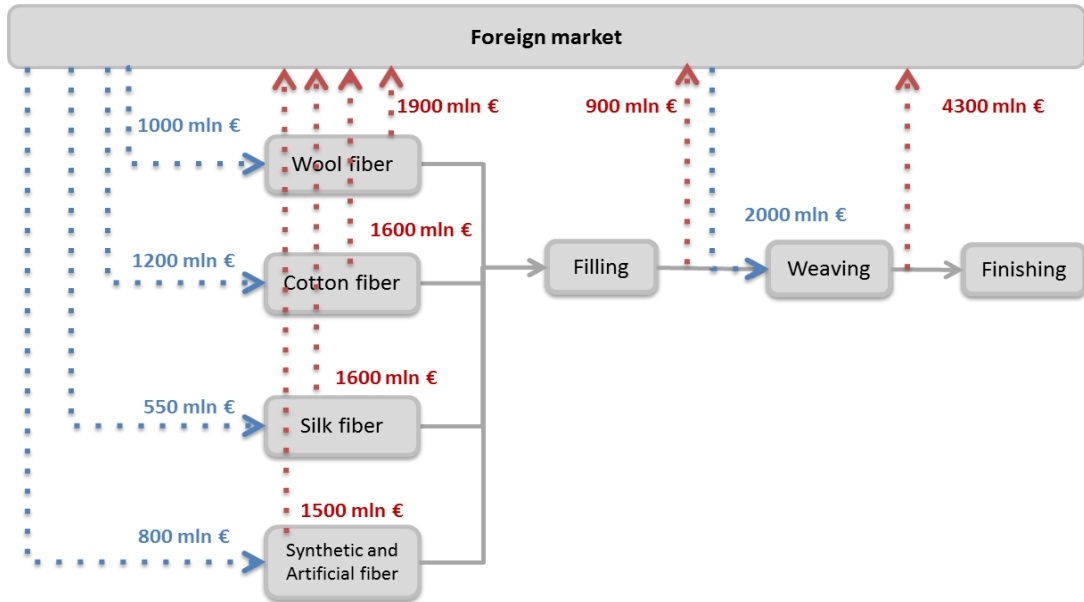 Foreign market
1900 mln €
900 mln €
4300 mln €
1000 mln €
Wool fiber
1600 mln €
2000 mln €
1200 mln €
Cotton fiber
Filling
Weaving
Finishing
1600 mln €
550 mln €
Silk fiber
1500 mln €
800 mln €
Synthetic and
Artificial fiber